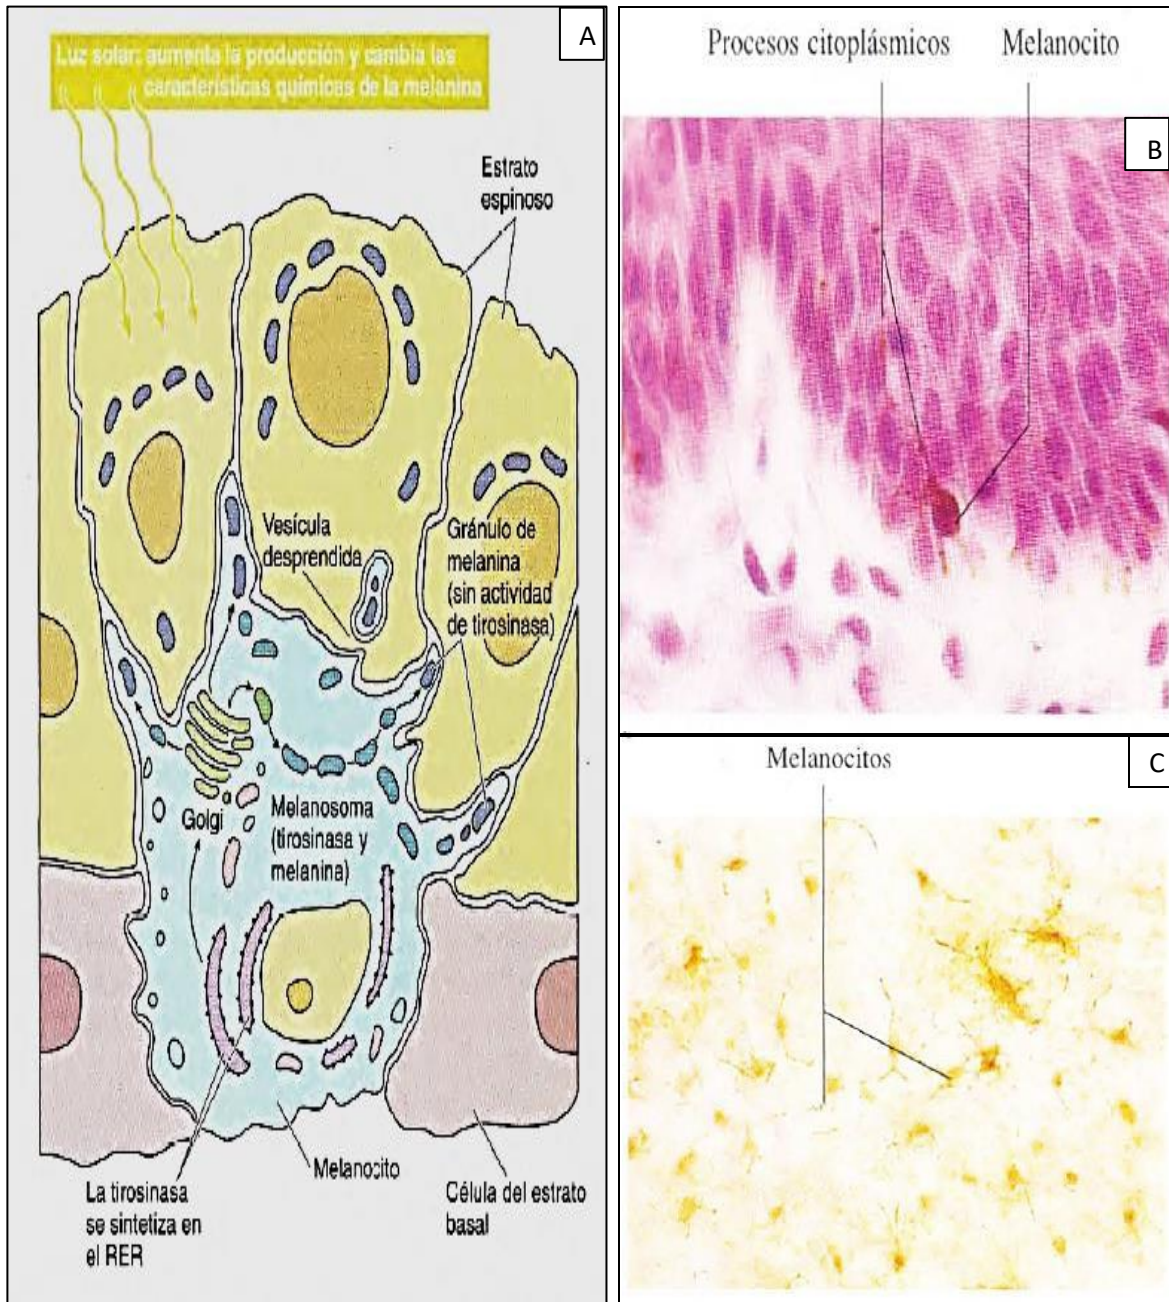 A
Luz solar: aumenta la producción y cambia las
características químicas de la melanina
Estrato
espinoso
Vesícula
desprendida
Gránulo de
melanina
(sin actividad
de tirosinasa)
Golgi
Melanosoma
(tirosinasa y
melanina)
Melanocito
La tirosinasa
se sintetiza en
el RER
Célula del estrato
basal
Procesos citoplásmicos
Melanocito
B
Melanocitos
C